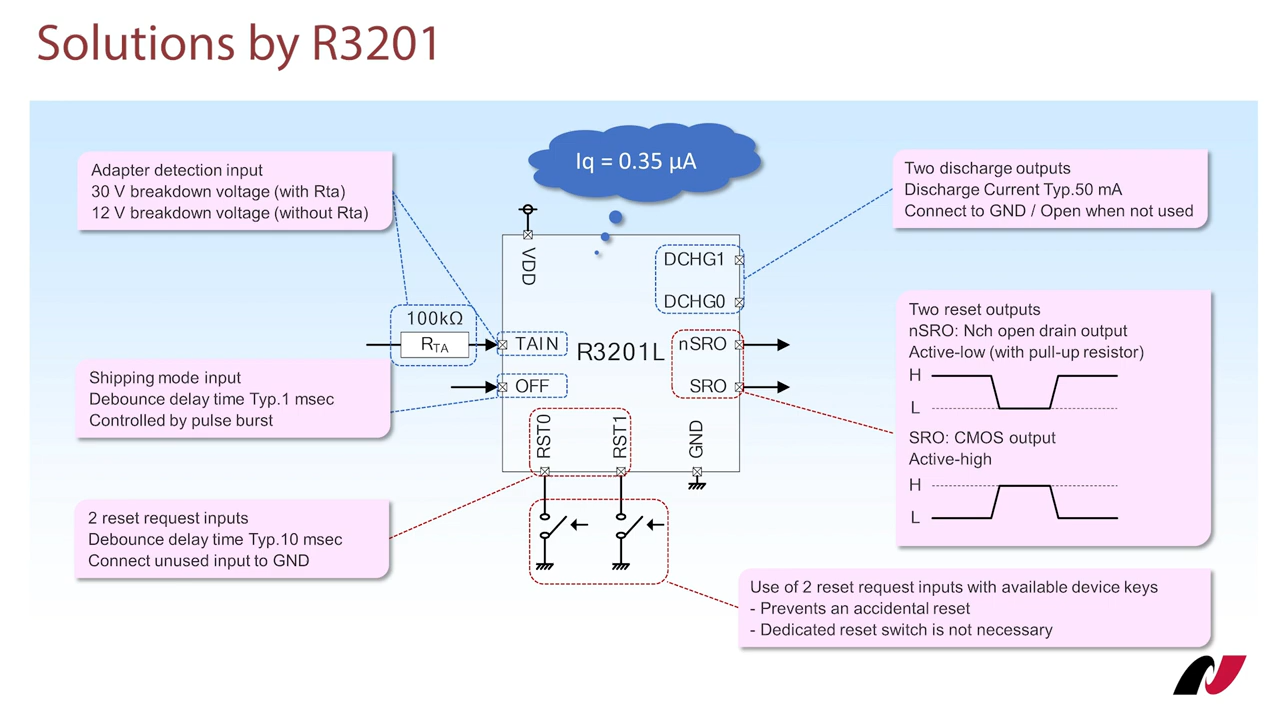 Solutions by R3201
Iq = 0.35 μA
Adapter detection input
30 V breakdown voltage (with Rta)
12 V breakdown voltage (without Rta)
Two discharge outputs
Discharge Current Typ.50 mA
Connect to GND / Open when not used
VDD
DCHG1
DCHG0
100kΩ
RTA
TAIN
R3201L
nSRO
OFF
SRO
RST0
RST1
GND
Shipping mode input
Debounce delay time Typ.1 msec
Controlled by pulse burst
Two reset outputs
nSRO: Nch open drain output
Active-low (with pull-up resistor)
H
L
SRO: CMOS output
Active-high
H
L
2 reset request inputs
Debounce delay time Typ.10 msec
Connect unused input to GND
Use of 2 reset request inputs with available device keys
- Prevents an accidental reset
- Dedicated reset switch is not necessary